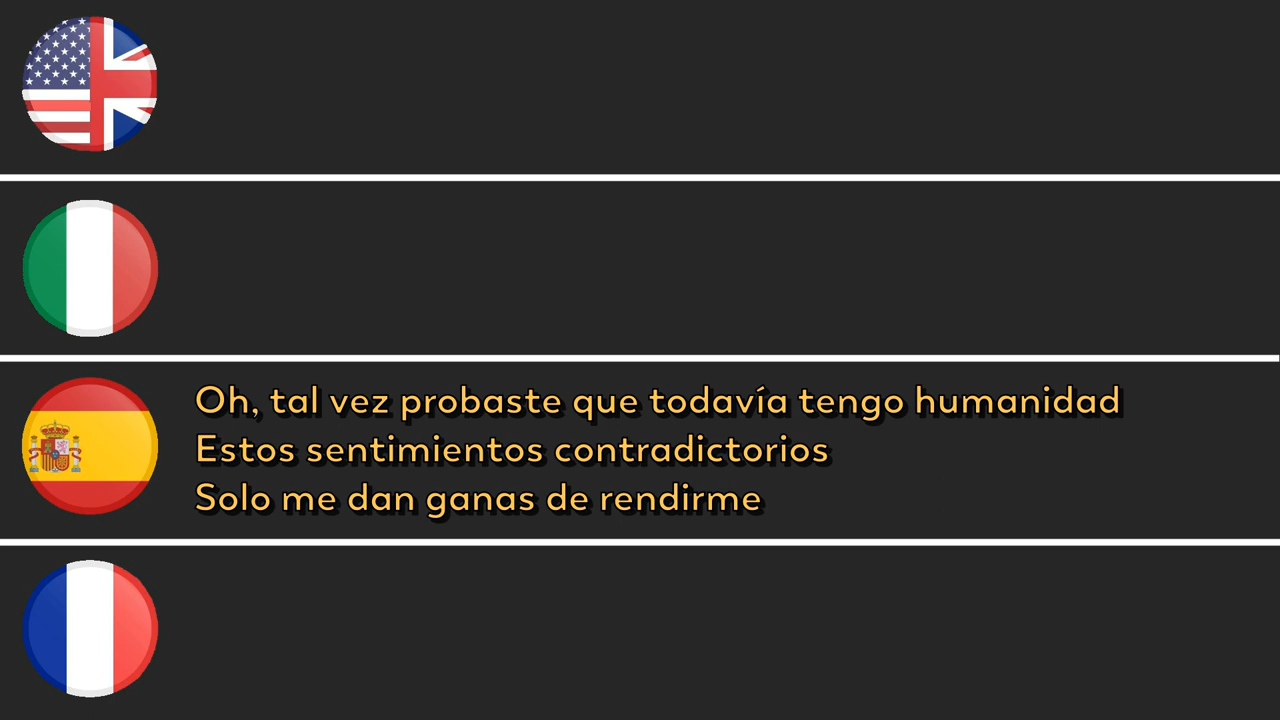 Oh, tal vez probaste que todavía tengo humanidad
Estos sentimientos contradictorios
Solo me dan ganas de rendirme